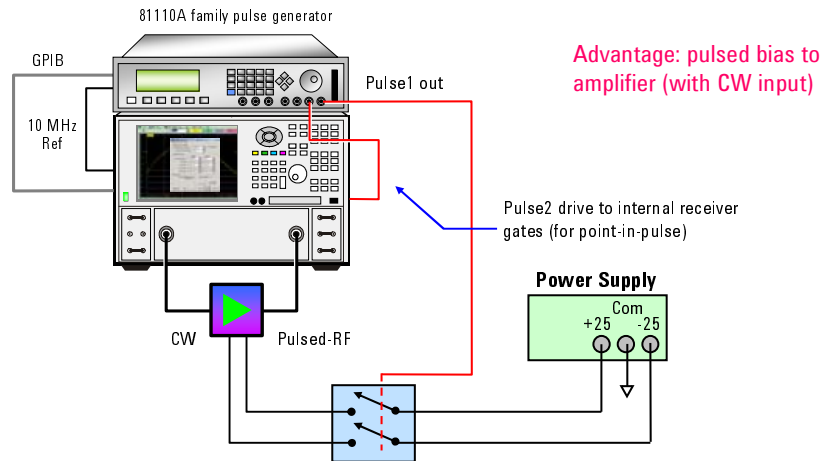 81110A family pulse generator
GPIB
10 MHz
Ref
Pulse1 out
Advantage: pulsed bias to
amplifier (with CW input)
Pulse2 drive to internal receiver
gates (for point-in-pulse)
CW
Pulsed-RF
Power Supply
Com
+25 -25